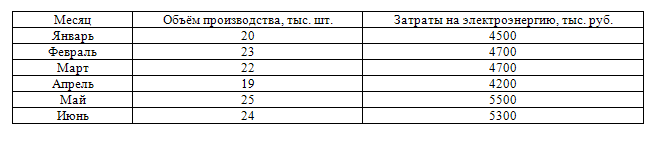 Месяц Объём производства, тыс. шт. Затраты на электроэнергию, тыс. руб.
Январь 20 4500
Февраль 23 4700
Март 22 4700
Апрель 19 4200
Май 25 5500
Июнь 24 5300